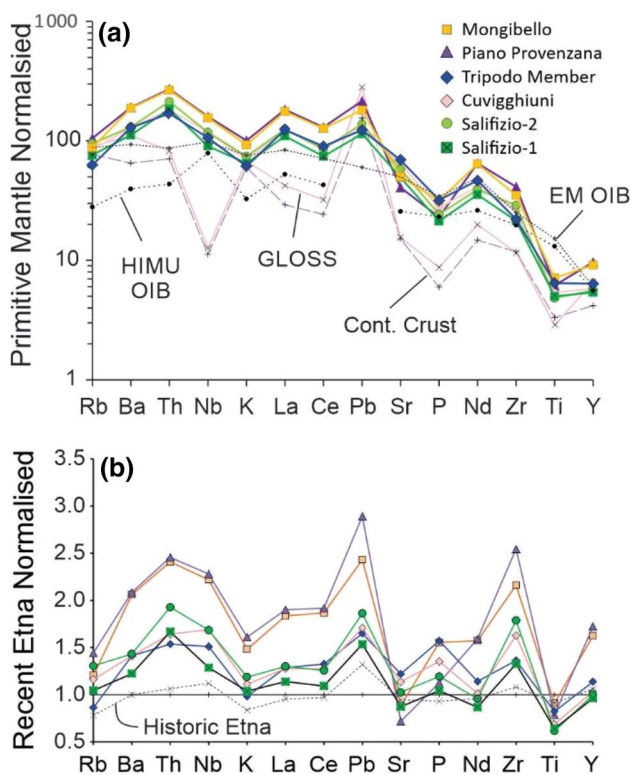 (a)
Primitive Mantle Normalsied
1000
100
10
1
Mongibello
Piano Provenzana
Tripodo Member
Cuvigghiuni
Salifizio-2
Salifizio-1
EM OIB
HIMU
OIB
GLOSS
Cont. Crust
Rb Ba Th Nb K La Ce Pb Sr P Nd Zr Ti Y
(b)
Recent Etna Normalised
3.5
3.0
2.5
2.0
1.5
1.0
0.5
Historic Etna
Rb Ba Th Nb K La Ce Pb Sr P Nd Zr Ti Y